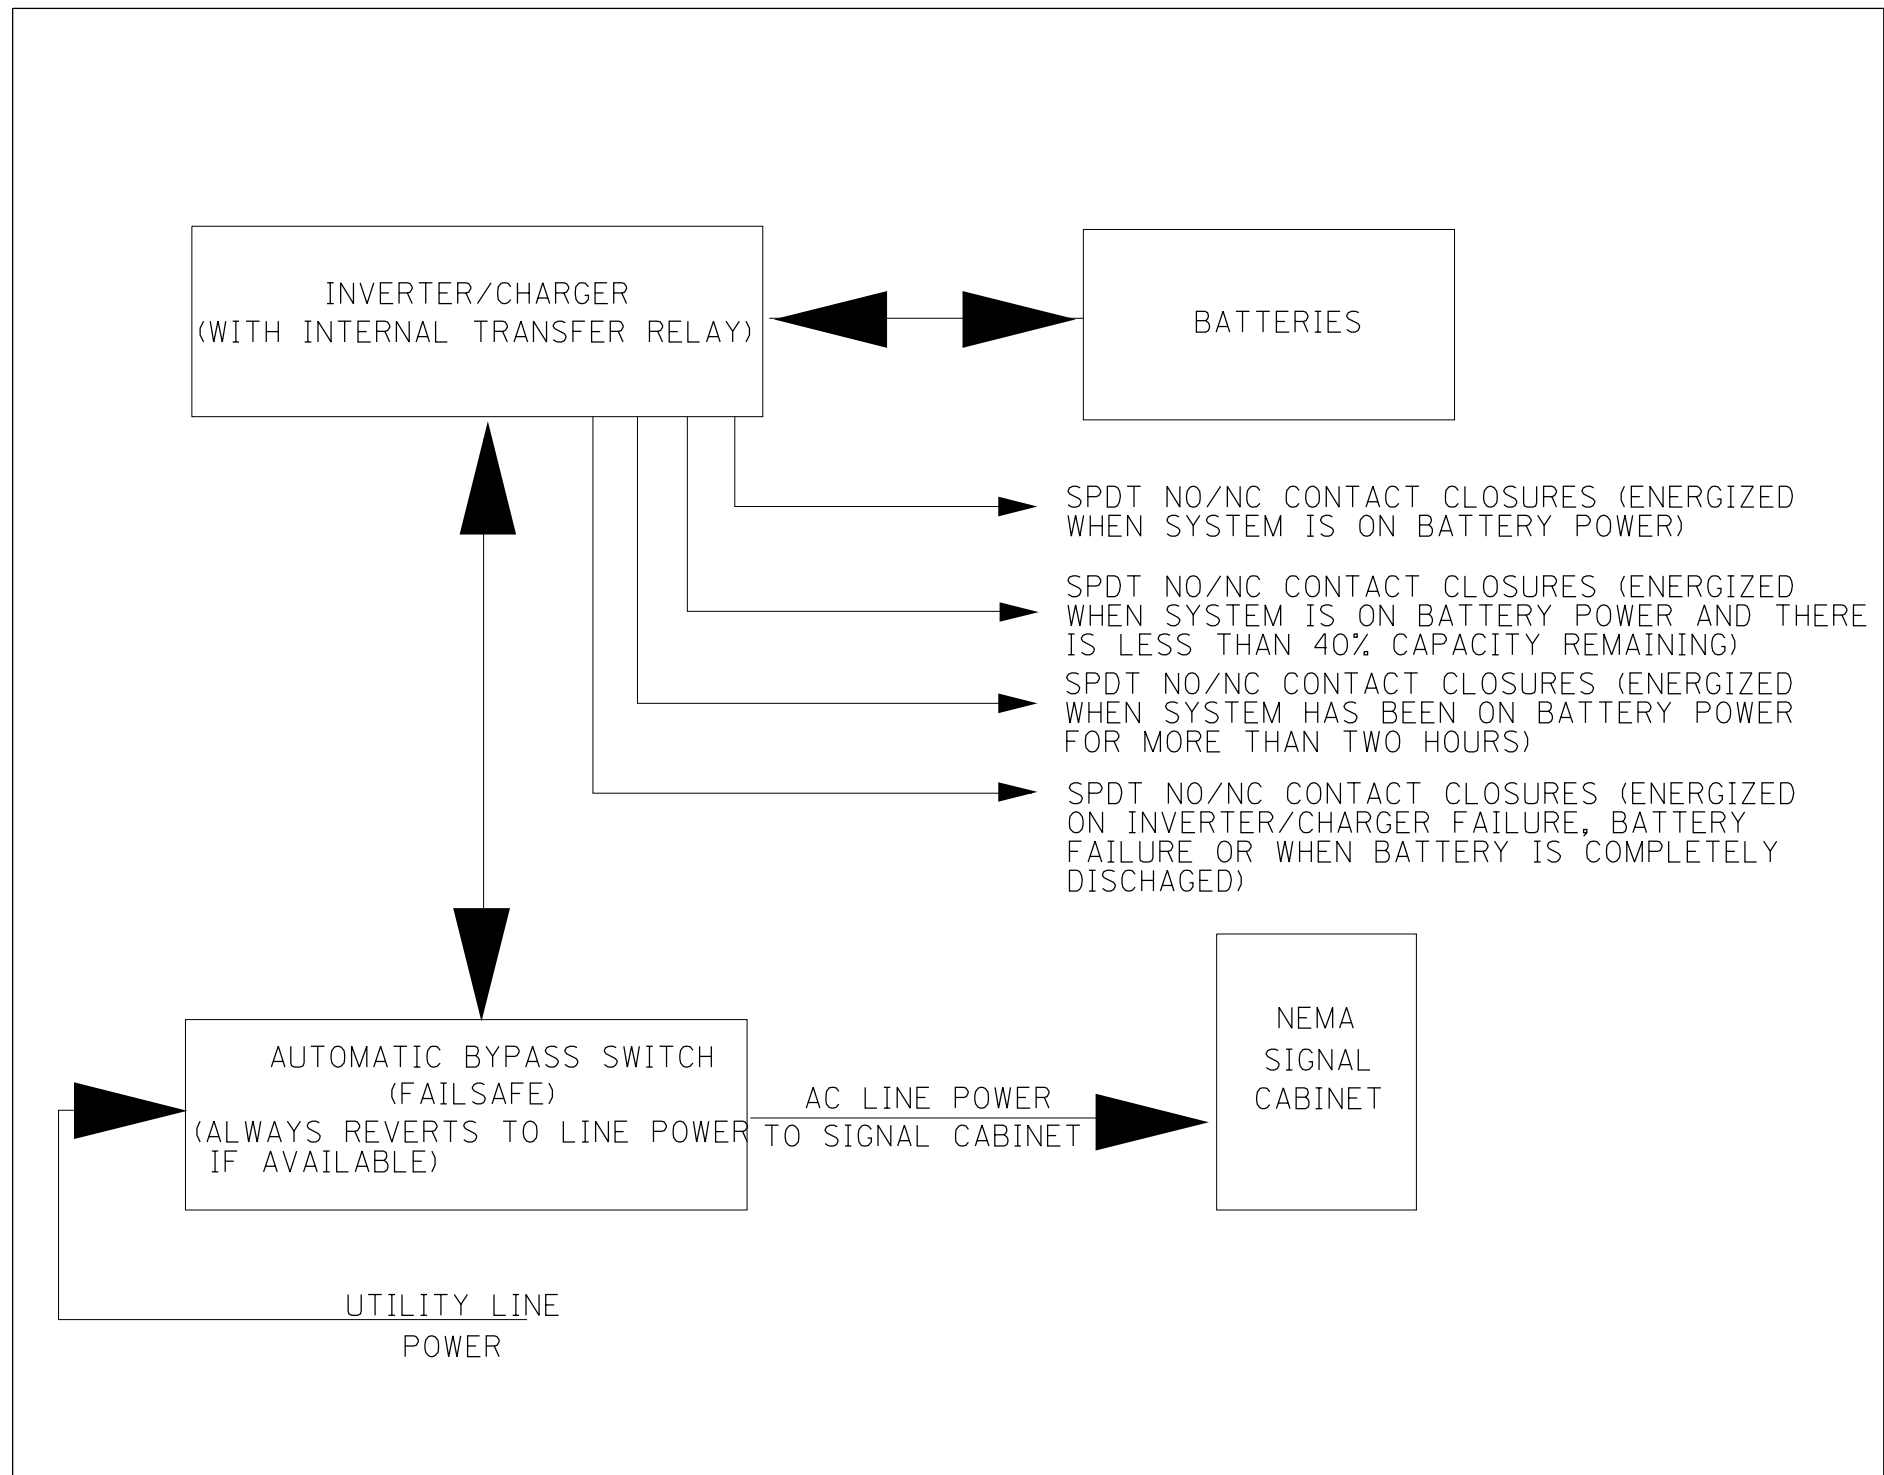 INVERTER/CHARGER
(WITH INTERNAL TRANSFER RELAY)
BATTERIES
SPDT NO/NC CONTACT CLOSURES (ENERGIZED
WHEN SYSTEM IS ON BATTERY POWER)
SPDT NO/NC CONTACT CLOSURES (ENERGIZED
WHEN SYSTEM IS ON BATTERY POWER AND THERE
IS LESS THAN 40% CAPACITY REMAINING)
SPDT NO/NC CONTACT CLOSURES (ENERGIZED
WHEN SYSTEM HAS BEEN ON BATTERY POWER
FOR MORE THAN TWO HOURS)
SPDT NO/NC CONTACT CLOSURES (ENERGIZED
ON INVERTER/CHARGER FAILURE, BATTERY
FAILURE OR WHEN BATTERY IS COMPLETELY
DISCHAGED)
AUTOMATIC BYPASS SWITCH
(FAILSAFE)
(ALWAYS REVERTS TO LINE POWER
IF AVAILABLE)
AC LINE POWER
TO SIGNAL CABINET
NEMA
SIGNAL
CABINET
UTILITY LINE
POWER